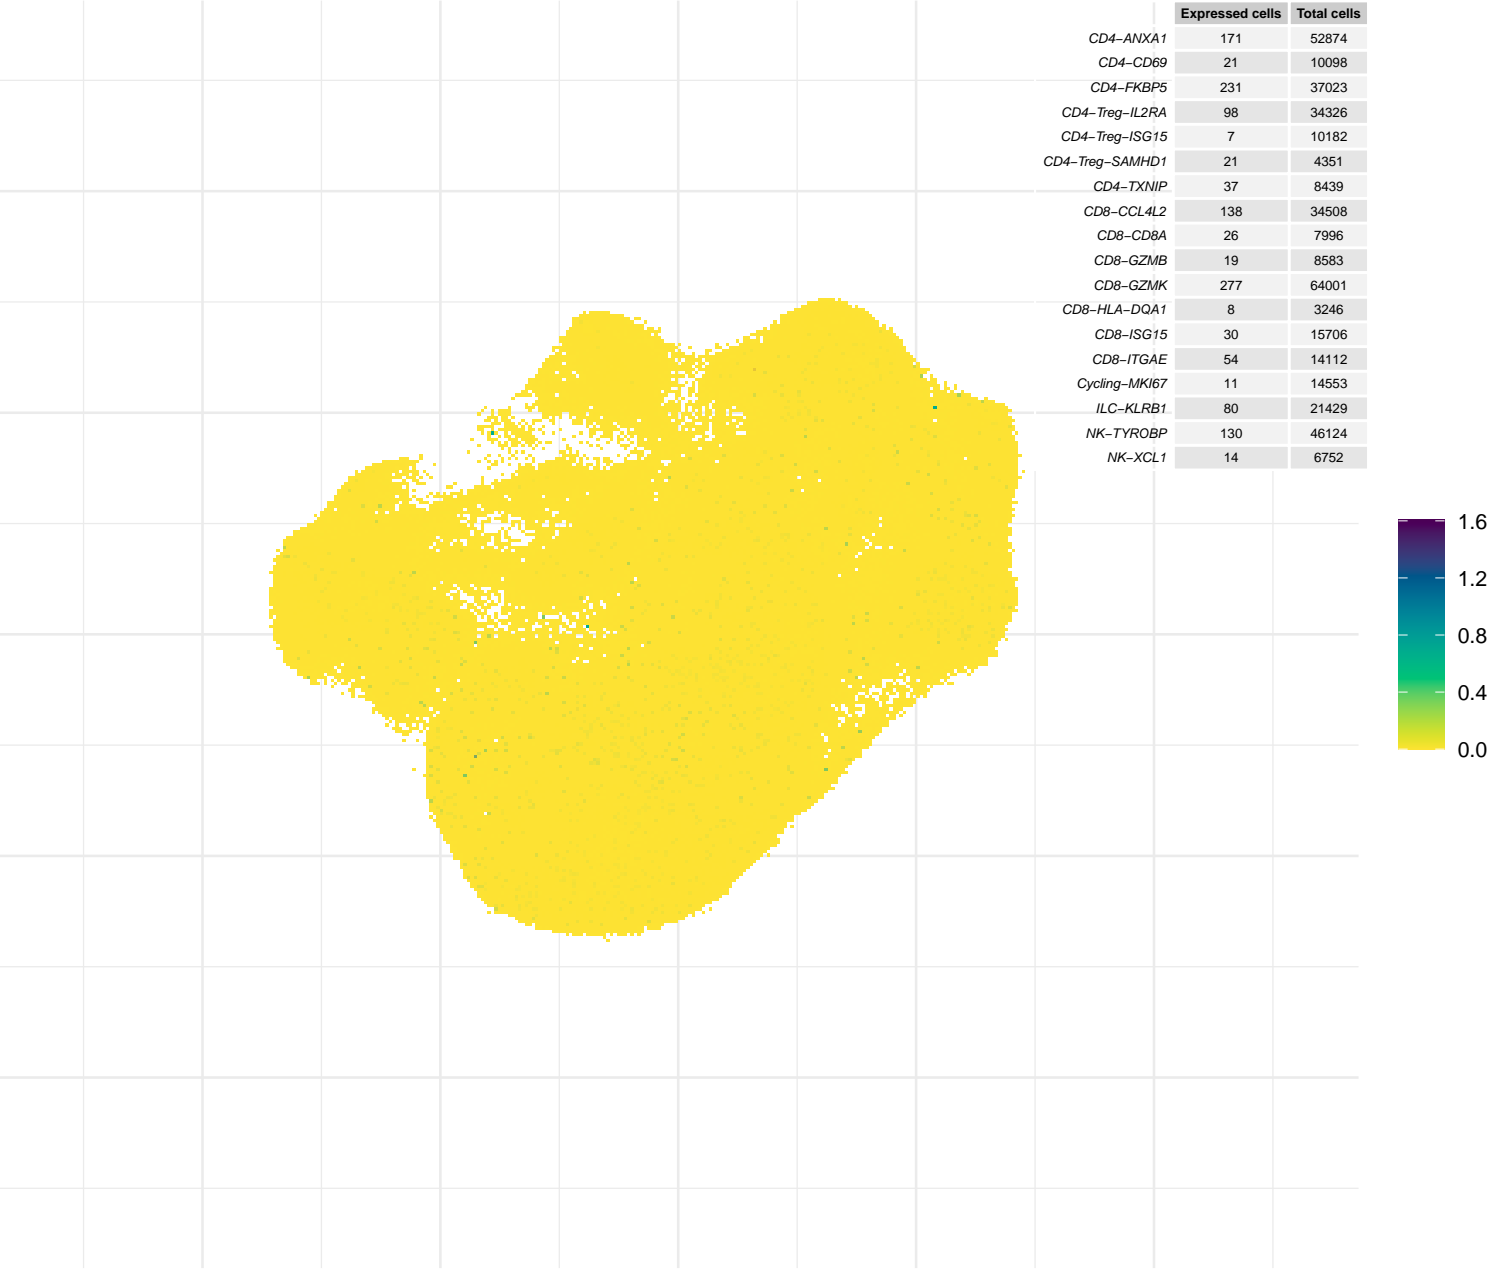 Expressed cells Total cells
CD4−ANXA1 171 52874
CD4−CD69 21 10098
CD4−FKBP5 231 37023
CD4−Treg−IL2RA 98 34326
CD4−Treg−ISG15 7 10182
CD4−Treg−SAMHD1 21 4351
CD4−TXNIP 37 8439
CD8−CCL4L2 138 34508
CD8−CD8A 26 7996
CD8−GZMB 19 8583
CD8−GZMK 277 64001
CD8−HLA−DQA1 8 3246
CD8−ISG15 30 15706
CD8−ITGAE 54 14112
Cycling−MKI67 11 14553
ILC−KLRB1 80 21429
NK−TYROBP 130 46124
NK−XCL1 14 6752
1.6
1.2
0.8
0.4
0.0